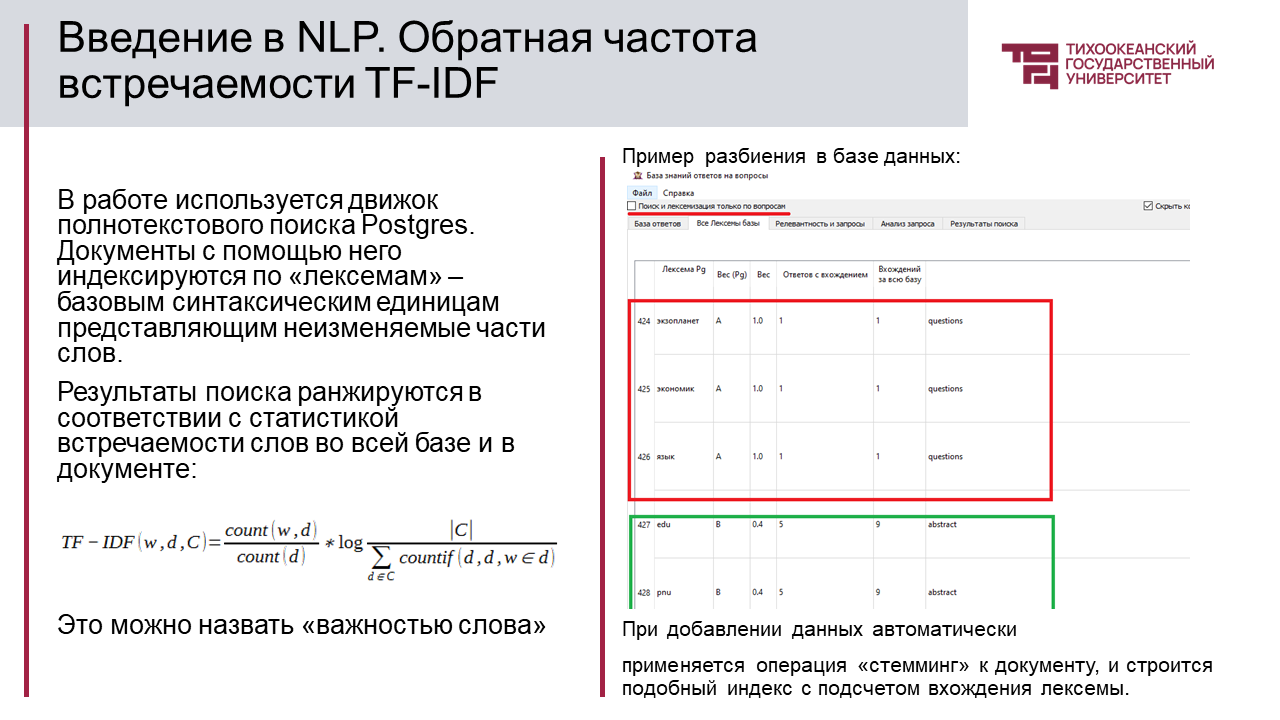 Введение в NLP. Обратная частота
встречаемости TF-IDF
ТИХООКЕАНСКИЙ
ГОСУДАРСТВЕННЫЙ
УНИВЕРСИТЕТ
В работе используется движок
полнотекстового поиска Postgres.
Документы с помощью него
индексируются по «лексемам» –
базовым синтаксическим единицам
представляющим неизменяемые части
слов.
Результаты поиска ранжируются в
соответствии с статистикой
встречаемости слов во всей базе и в
документе:
TF − IDF(w,d,C)=count(w,d)/count(d) * log |C|/∑ d∈C countif(d,d,w∈d)
Это можно назвать «важностью слова»
Пример разбиения в базе данных:
База знаний ответов на вопросы
Файл Справка
Поиск и лексемизация только по вопросам Скрыть ко
База ответов Все Лексемы базы Релевантность и запросы Анализ запроса Результаты поиска
Лексема Pg Вес (Pg) Вес Ответов с вхождением Вхождений
за всю базу
424 экзопланет A 1.0 1 1 questions
425 экономик A 1.0 1 1 questions
426 язык A 1.0 1 1 questions
427 edu B 0.4 5 9 abstract
428 pnu B 0.4 5 9 abstract
При добавлении данных автоматически
применяется операция «стемминг» к документу, и строится
подобный индекс с подсчетом вхождения лексемы.